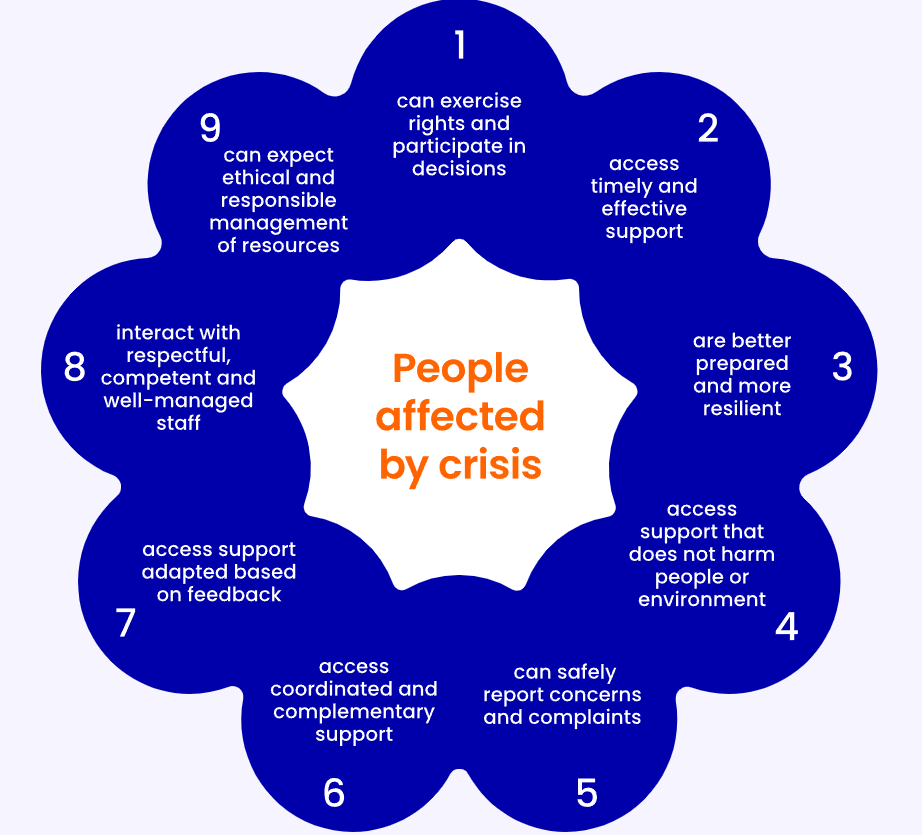 People
affected
by crisis
1
can exercise
rights and
participate in
decisions
2
access
timely and
effective
support
3
are better
prepared
and more
resilient
4
access
support that
does not harm
people or
environment
5
can safely
report concerns
and complaints
6
access
coordinated and
complementary
support
7
access support
adapted based
on feedback
8
interact with
respectful,
competent and
well-managed
staff
9
can expect
ethical and
responsible
management
of resources